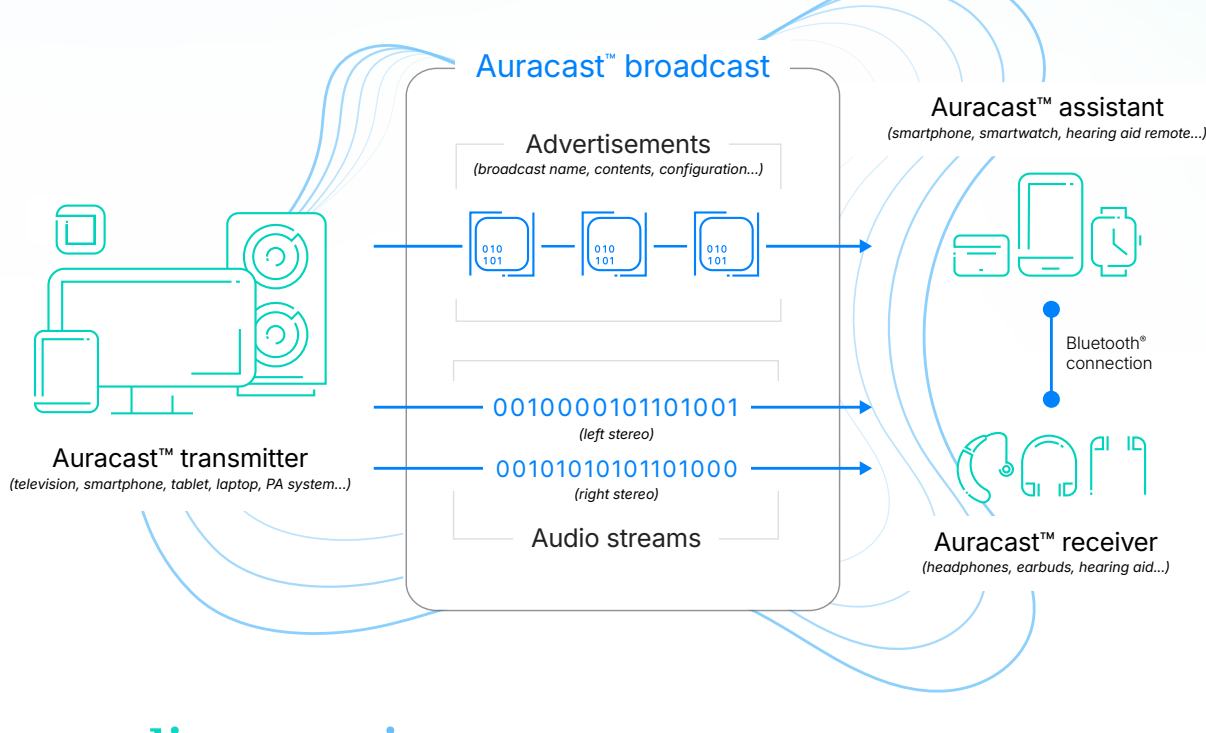 Auracast™ broadcast
Advertisements
(broadcast name, contents, configuration...)
010
101
010
101
010
101
Auracast™ assistant
(smartphone, smartwatch, hearing aid remote...)
Bluetooth®
connection
0010000101101001
(left stereo)
00101010101101000
(right stereo)
Audio streams
Auracast™ transmitter
(television, smartphone, tablet, laptop, PA system...)
Auracast™ receiver
(headphones, earbuds, hearing aid...)